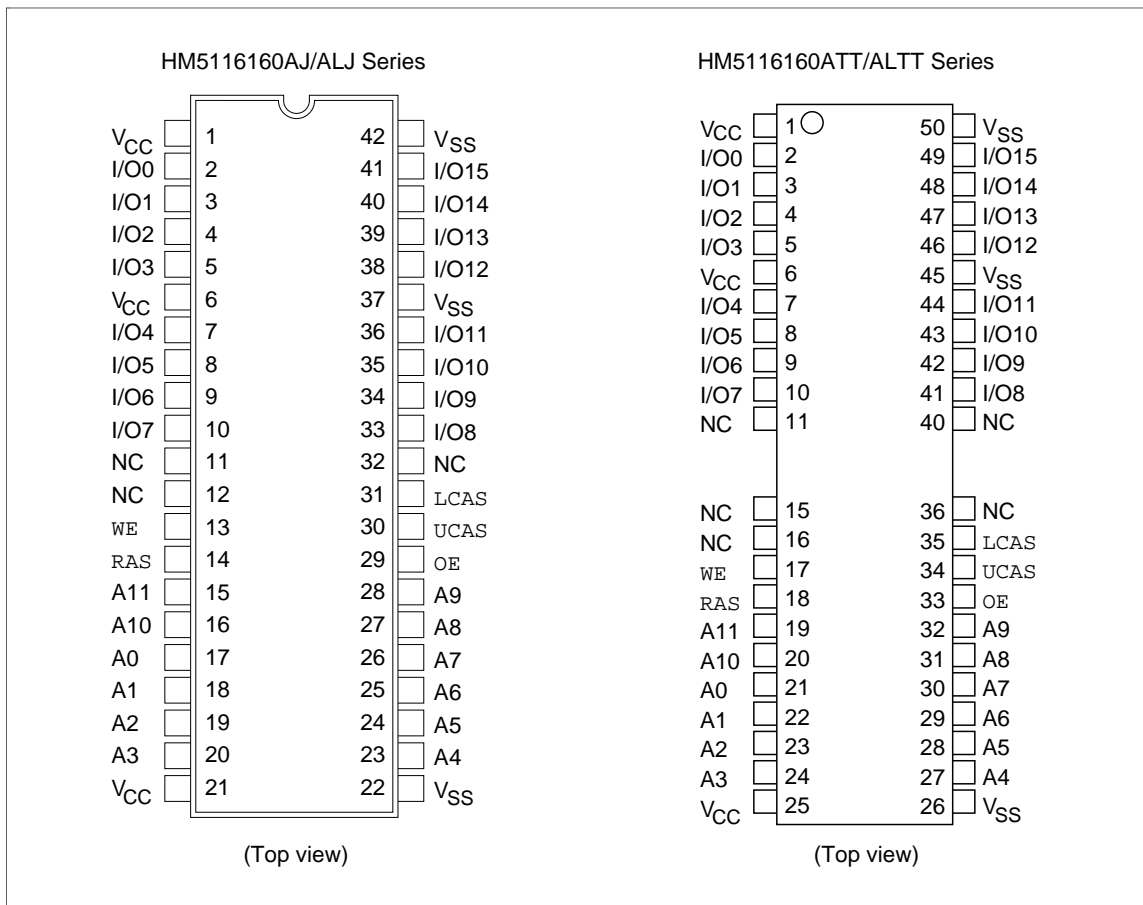 HM5116160AJ/ALJ Series
VCC 1 42 VSS
I/O0 2 41 I/O15
I/O1 3 40 I/O14
I/O2 4 39 I/O13
I/O3 5 38 I/O12
VCC 6 37 VSS
I/O4 7 36 I/O11
I/O5 8 35 I/O10
I/O6 9 34 I/O9
I/O7 10 33 I/O8
NC 11 32 NC
NC 12 31 LCAS
WE 13 30 UCAS
RAS 14 29 OE
A11 15 28 A9
A10 16 27 A8
A0 17 26 A7
A1 18 25 A6
A2 19 24 A5
A3 20 23 A4
VCC 21 22 VSS
(Top view)
HM5116160ATT/ALTT Series
VCC 1 50 VSS
I/O0 2 49 I/O15
I/O1 3 48 I/O14
I/O2 4 47 I/O13
I/O3 5 46 I/O12
VCC 6 45 VSS
I/O4 7 44 I/O11
I/O5 8 43 I/O10
I/O6 9 42 I/O9
I/O7 10 41 I/O8
NC 11 40 NC
NC 15 36 NC
NC 16 35 LCAS
WE 17 34 UCAS
RAS 18 33 OE
A11 19 32 A9
A10 20 31 A8
A0 21 30 A7
A1 22 29 A6
A2 23 28 A5
A3 24 27 A4
VCC 25 26 VSS
(Top view)